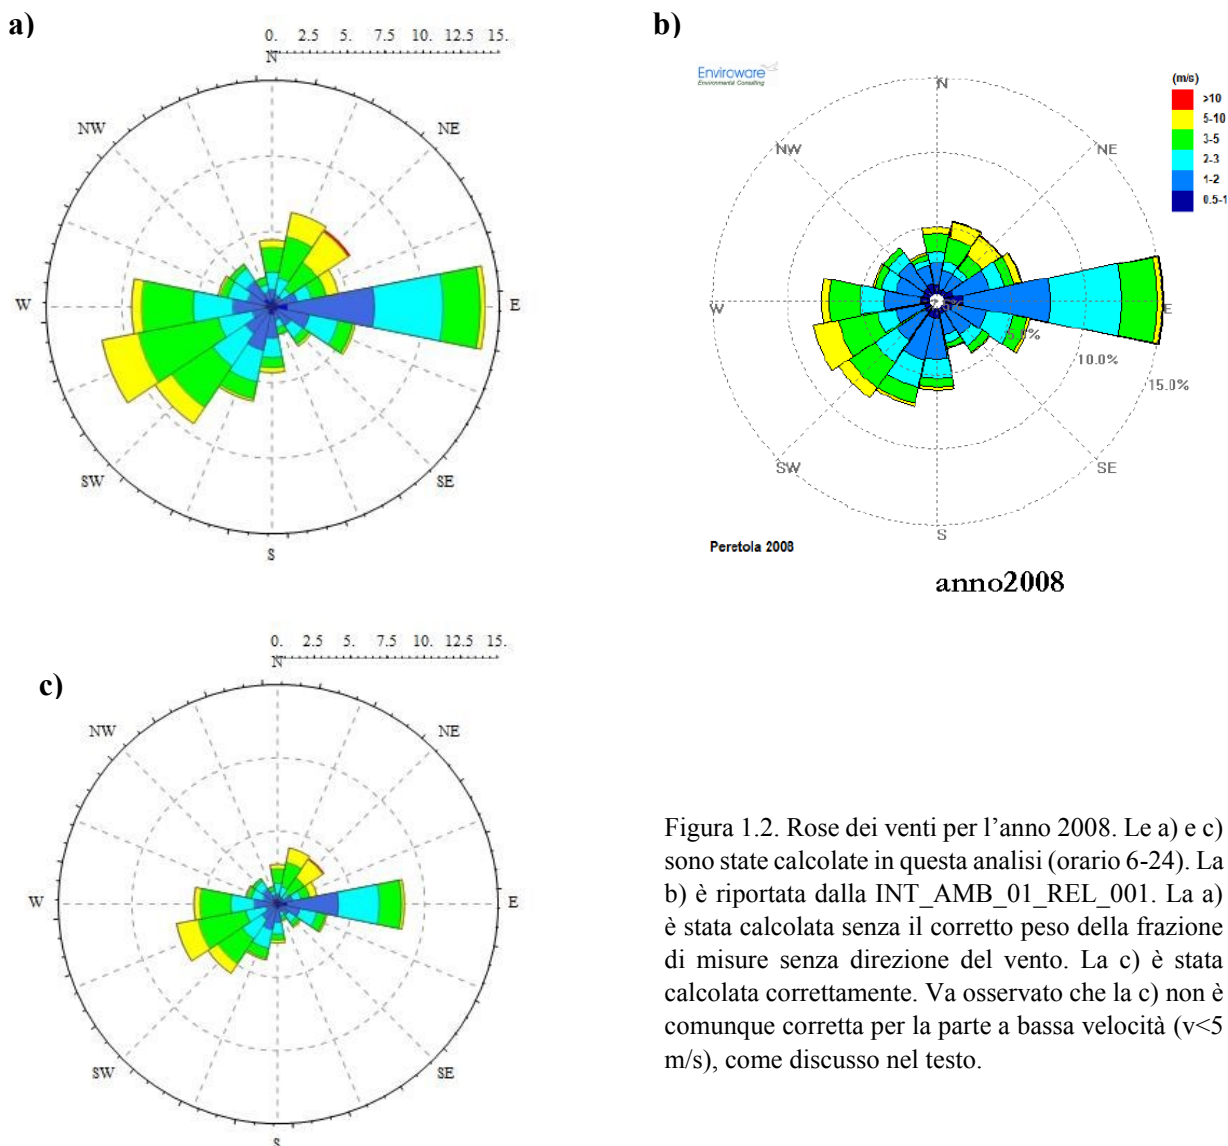 a)
0. 2.5 5. 7.5 10. 12.5 15.
N
NW
NE
W
E
SW
SE
S
b)
Enviroware
Environmental Consulting
(m/s)
>10
5-10
3-5
2-3
1-2
0.5-1
N
NW
NE
W
E
10.0%
15.0%
SW
SE
S
Peretola 2008
anno2008
c)
0. 2.5 5. 7.5 10. 12.5 15.
N
NW
NE
W
E
SW
SE
S
Figura 1.2. Rose dei venti per l’anno 2008. Le a) e c)
sono state calcolate in questa analisi (orario 6-24). La
b) è riportata dalla INT_AMB_01_REL_001. La a)
è stata calcolata senza il corretto peso della frazione
di misure senza direzione del vento. La c) è stata
calcolata correttamente. Va osservato che la c) non è
comunque corretta per la parte a bassa velocità (v<5
m/s), come discusso nel testo.